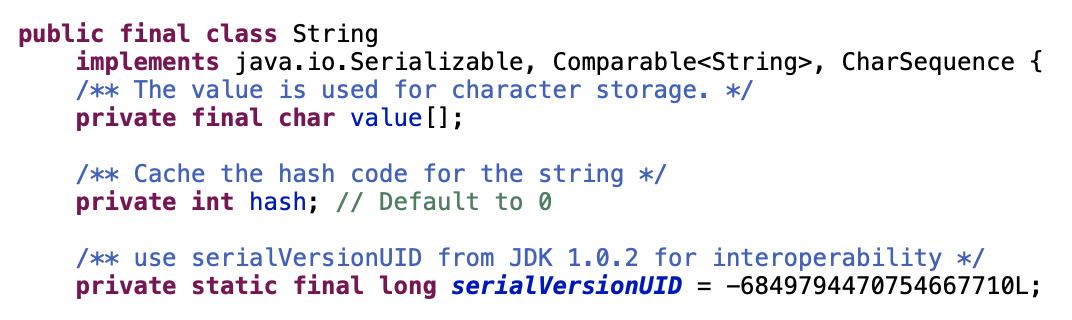 public final class String
    implements java.io.Serializable, Comparable<String>, CharSequence {
    /** The value is used for character storage. */
    private final char value[];

    /** Cache the hash code for the string */
    private int hash; // Default to 0

    /** use serialVersionUID from JDK 1.0.2 for interoperability */
    private static final long serialVersionUID = -6849794470754667710L;